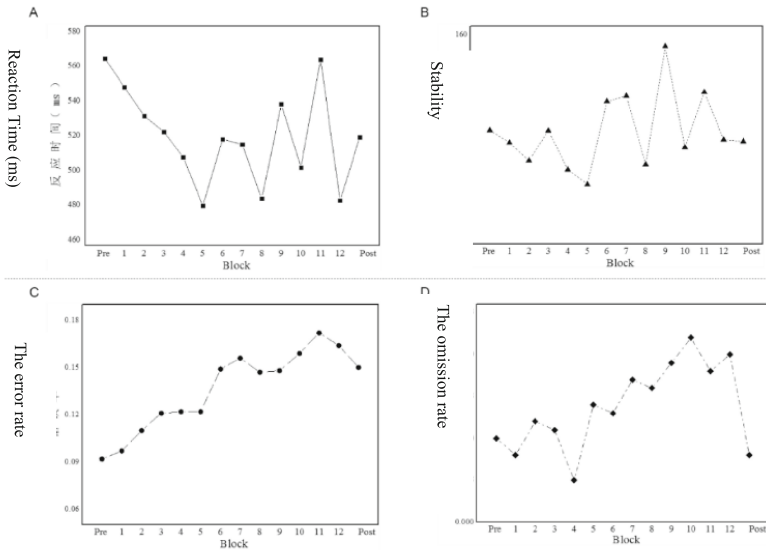 A
Reaction Time (ms)
反应时间(ms)
580
560
540
520
500
480
460
Pre 1 2 3 4 5 6 7 8 9 10 11 12 Post
Block
B
Stability
160
Pre 1 2 3 4 5 6 7 8 9 10 11 12 Post
Block
C
The error rate
0.18
0.15
0.12
0.09
0.06
Pre 1 2 3 4 5 6 7 8 9 10 11 12 Post
Block
D
The omission rate
0.000
Pre 1 2 3 4 5 6 7 8 9 10 11 12 Post
Block